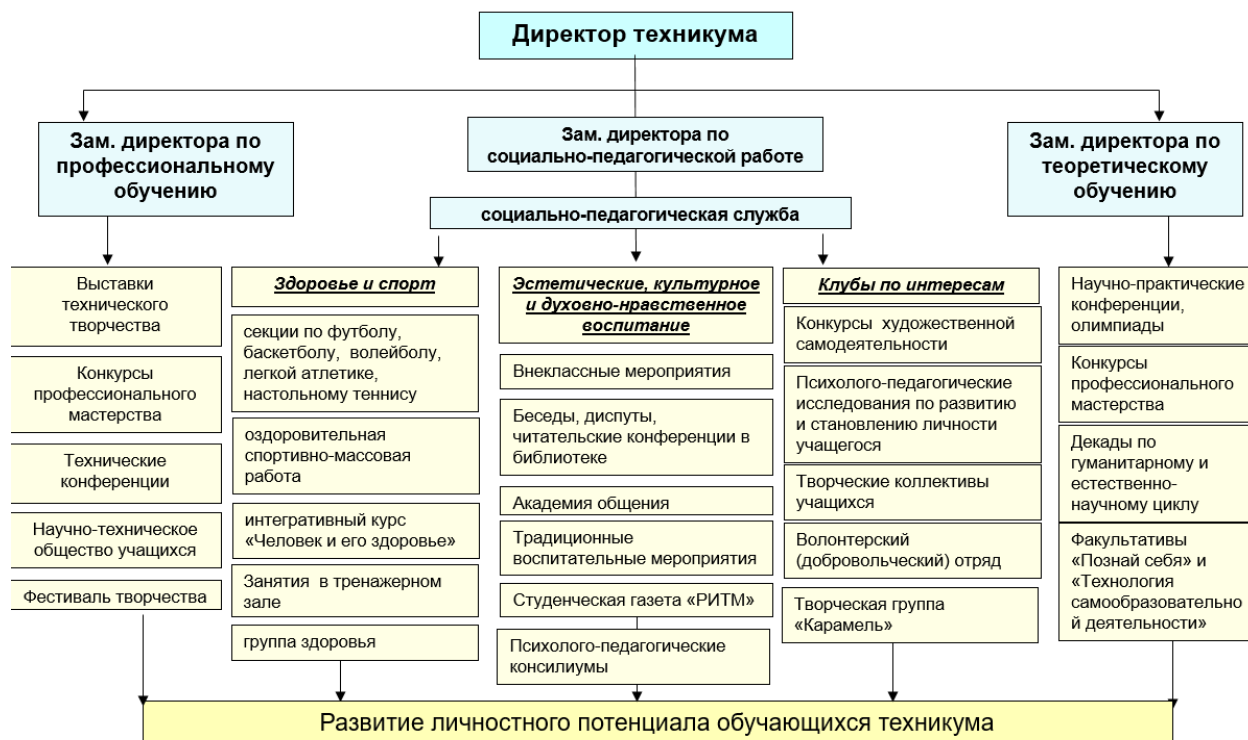 Директор техникума
Зам. директора по
профессиональному
обучению
Зам. директора по
социально-педагогической работе
Зам. директора по
теоретическому
обучению
социально-педагогическая служба
Выставки
технического
творчества
Конкурсы
профессионального
мастерства
Технические
конференции
Научно-техническое
общество учащихся
Фестиваль творчества
Здоровье и спорт
секции по футболу,
баскетболу, волейболу,
легкой атлетике,
настольному теннису
оздоровительная
спортивно-массовая
работа
интегративный курс
«Человек и его здоровье»
Занятия в тренажерном
зале
группа здоровья
Эстетические, культурное
и духовно-нравственное
воспитание
Внеклассные мероприятия
Беседы, диспуты,
читательские конференции в
библиотеке
Академия общения
Традиционные
воспитательные мероприятия
Студенческая газета «РИТМ»
Психолого-педагогические
консилиумы
Клубы по интересам
Конкурсы художественной
самодеятельности
Психолого-педагогические
исследования по развитию
и становлению личности
учащегося
Творческие коллективы
учащихся
Волонтерский
(добровольческий) отряд
Творческая группа
«Карамель»
Научно-практические
конференции,
олимпиады
Конкурсы
профессионального
мастерства
Декады по
гуманитарному и
естественно-
научному циклу
Факультативы
«Познай себя» и
«Технология
самообразовательно
й деятельности»
Развитие личностного потенциала обучающихся техникума